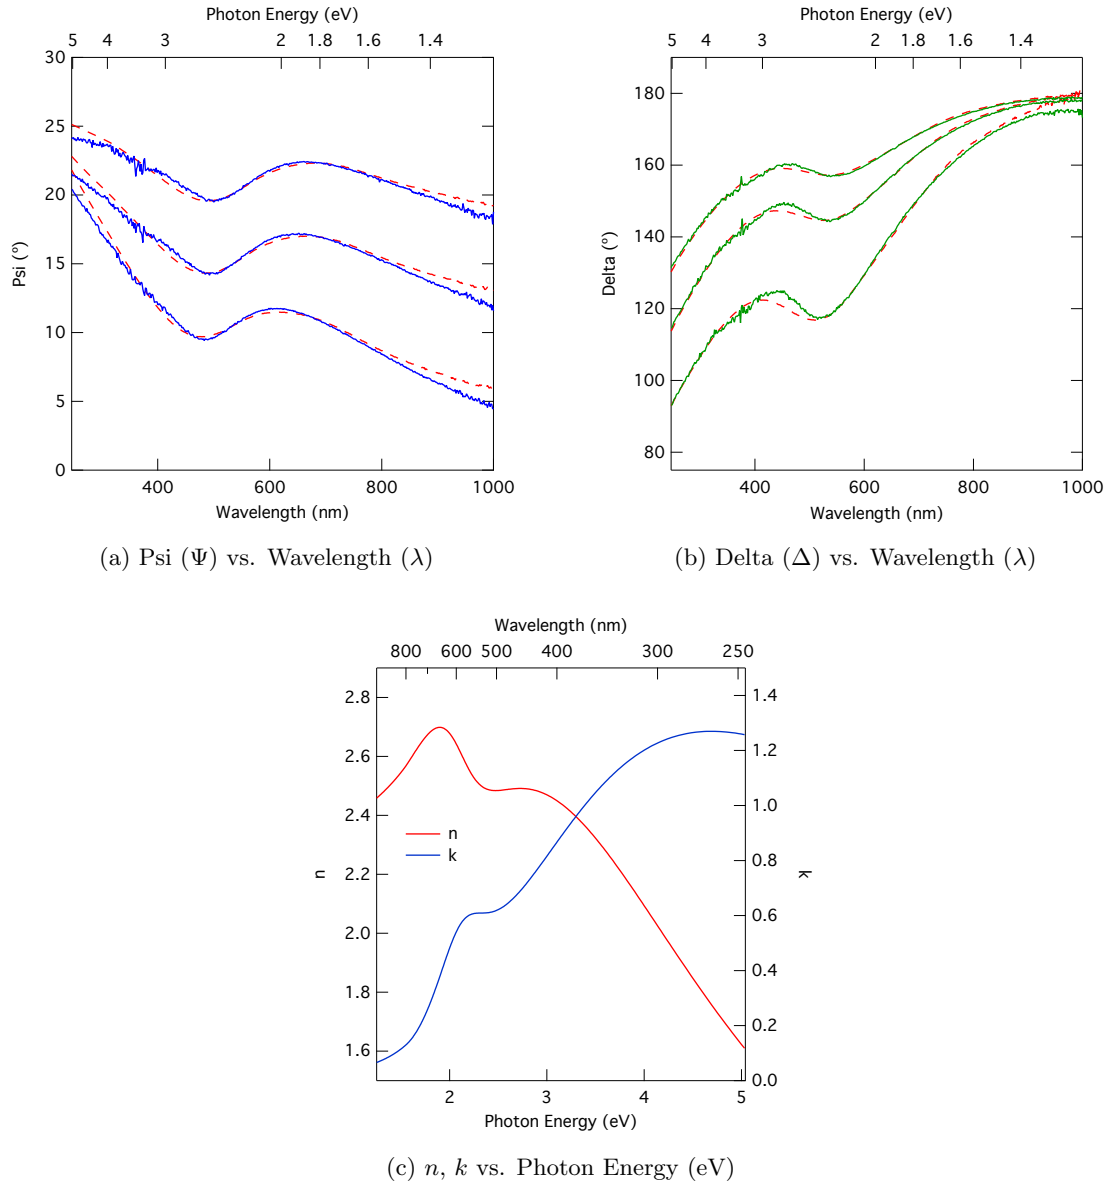 Photon Energy (eV)
5 4 3 2 1.8 1.6 1.4
30
25
20
15
10
5
0
Psi (°)
400 600 800 1000
Wavelength (nm)
(a) Psi (Ψ) vs. Wavelength (λ)
Photon Energy (eV)
5 4 3 2 1.8 1.6 1.4
180
160
140
120
100
80
Delta (°)
400 600 800 1000
Wavelength (nm)
(b) Delta (Δ) vs. Wavelength (λ)
Wavelength (nm)
800 600 500 400 300 250
2.8
2.6
2.4
2.2
2.0
1.8
1.6
n
n
k
1.4
1.2
1.0
0.8
0.6
0.4
0.2
0.0
k
2 3 4 5
Photon Energy (eV)
(c) n, k vs. Photon Energy (eV)